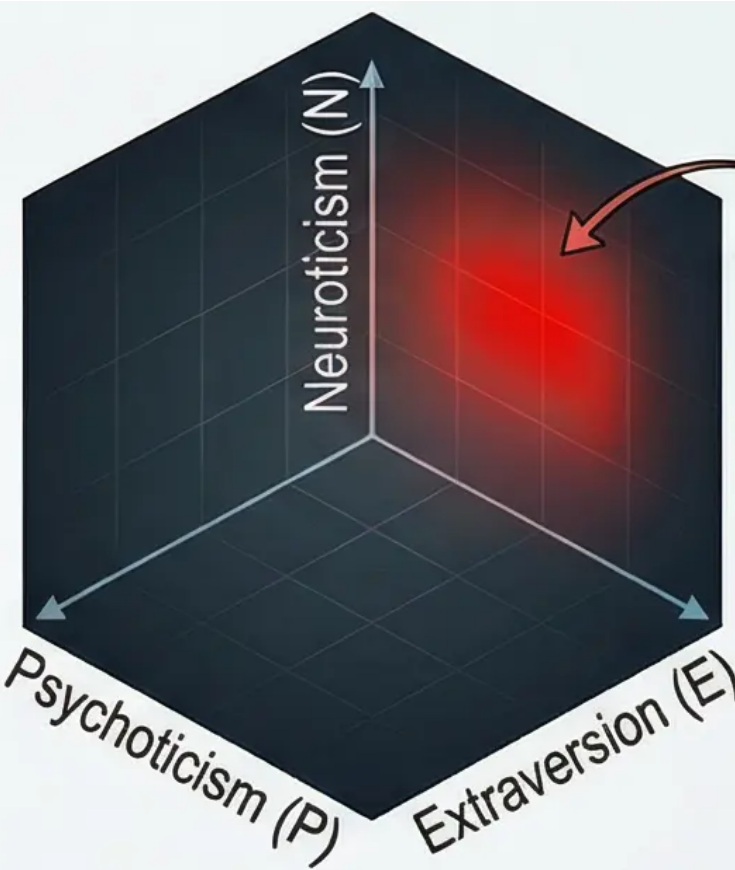 Neuroticism (N)
Psychoticism (P)
Extraversion (E)